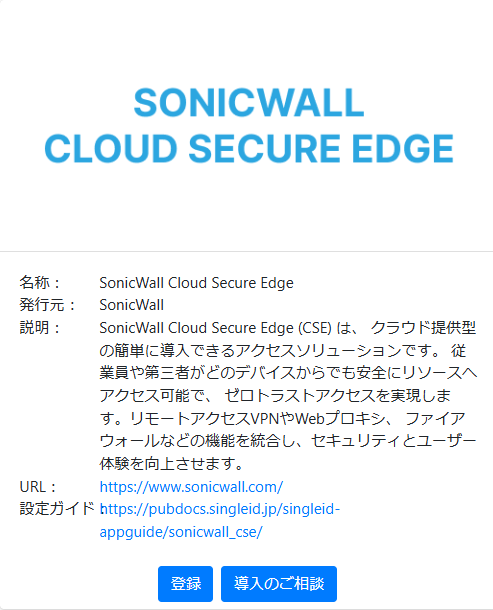 SONICWALL
CLOUD SECURE EDGE
名称： SonicWall Cloud Secure Edge
発行元： SonicWall
説明： SonicWall Cloud Secure Edge (CSE) は、 クラウド提供型
の簡単に導入できるアクセスソリューションです。 従
業員や第三者がどのデバイスからでも安全にリソースへ
アクセス可能で、 ゼロトラストアクセスを実現しま
す。リモートアクセスVPNやWebプロキシ、 ファイア
ウォールなどの機能を統合し、セキュリティとユーザー
体験を向上させます。
URL： https://www.sonicwall.com/
設定ガイド： https://pubdocs.singleid.jp/singleid-
appguide/sonicwall_cse/
登録 導入のご相談